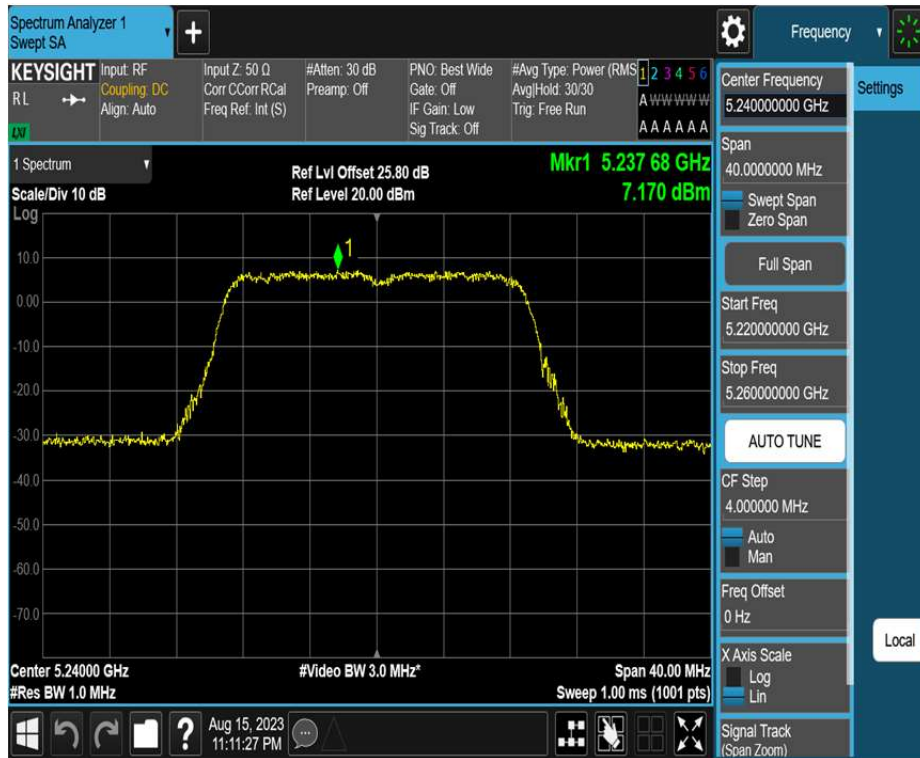 Spectrum Analyzer 1
Swept SA
Frequency
KEYSIGHT
R L
LXI
Input: RF
Coupling: DC
Align: Auto
Input Z: 50 Ω
Corr CCorr RCal
Freq Ref: Int (S)
#Atten: 30 dB
Preamp: Off
PNO: Best Wide
Gate: Off
IF Gain: Low
Sig Track: Off
#Avg Type: Power (RMS
Avg|Hold: 30/30
Trig: Free Run
1 2 3 4 5 6
A W W W W W
A A A A A A
1 Spectrum
Scale/Div 10 dB
Log
Ref Lvl Offset 25.80 dB
Ref Level 20.00 dBm
Mkr1 5.237 68 GHz
7.170 dBm
1
10.0
0.00
-10.0
-20.0
-30.0
-40.0
-50.0
-60.0
-70.0
Center 5.24000 GHz
#Res BW 1.0 MHz
#Video BW 3.0 MHz*
Span 40.00 MHz
Sweep 1.00 ms (1001 pts)
Aug 15, 2023
11:11:27 PM
Center Frequency
5.240000000 GHz
Span
40.0000000 MHz
Swept Span
Zero Span
Full Span
Start Freq
5.220000000 GHz
Stop Freq
5.260000000 GHz
AUTO TUNE
CF Step
4.000000 MHz
Auto
Man
Freq Offset
0 Hz
X Axis Scale
Log
Lin
Signal Track
(Span Zoom)
Settings
Local